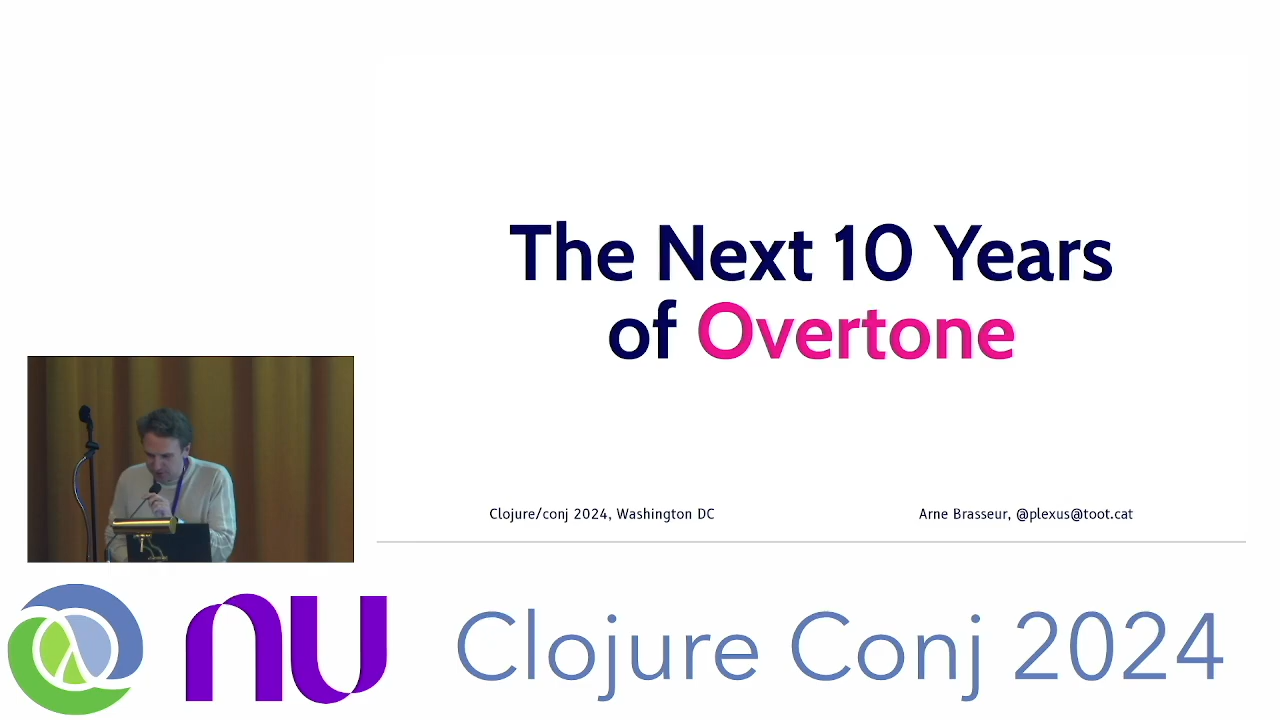 The Next 10 Years
of Overtone
Clojure/conj 2024, Washington DC
Arne Brasseur, @plexus@toot.cat
nu
Clojure Conj 2024